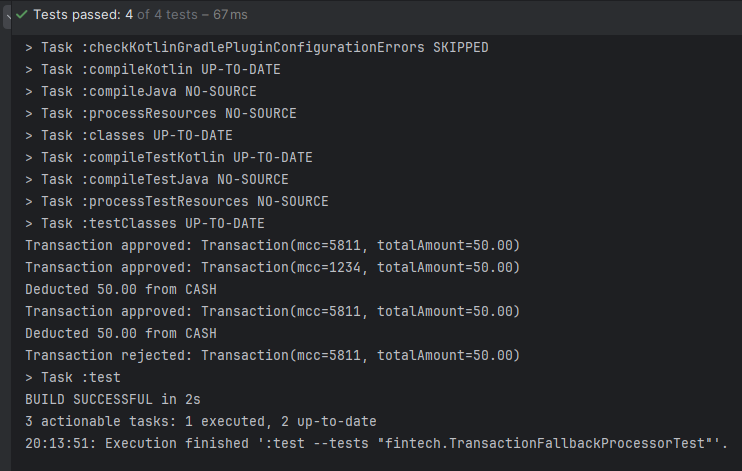 Tests passed: 4 of 4 tests – 67 ms
> Task :checkKotlinGradlePluginConfigurationErrors SKIPPED
> Task :compileKotlin UP-TO-DATE
> Task :compileJava NO-SOURCE
> Task :processResources NO-SOURCE
> Task :classes UP-TO-DATE
> Task :compileTestKotlin UP-TO-DATE
> Task :compileTestJava NO-SOURCE
> Task :processTestResources NO-SOURCE
> Task :testClasses UP-TO-DATE
Transaction approved: Transaction(mcc=5811, totalAmount=50.00)
Transaction approved: Transaction(mcc=1234, totalAmount=50.00)
Deducted 50.00 from CASH
Transaction approved: Transaction(mcc=5811, totalAmount=50.00)
Deducted 50.00 from CASH
Transaction rejected: Transaction(mcc=5811, totalAmount=50.00)
> Task :test
BUILD SUCCESSFUL in 2s
3 actionable tasks: 1 executed, 2 up-to-date
20:13:51: Execution finished ':test --tests "fintech.TransactionFallbackProcessorTest"'.